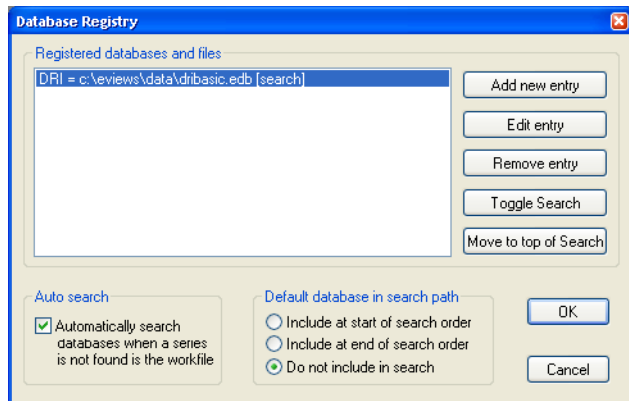 Database Registry
Registered databases and files
DRI = c:\eviews\data\dribasic.edb [search]
Add new entry
Edit entry
Remove entry
Toggle Search
Move to top of Search
Auto search
Automatically search
databases when a series
is not found is the workfile
Default database in search path
Include at start of search order
Include at end of search order
Do not include in search
OK
Cancel